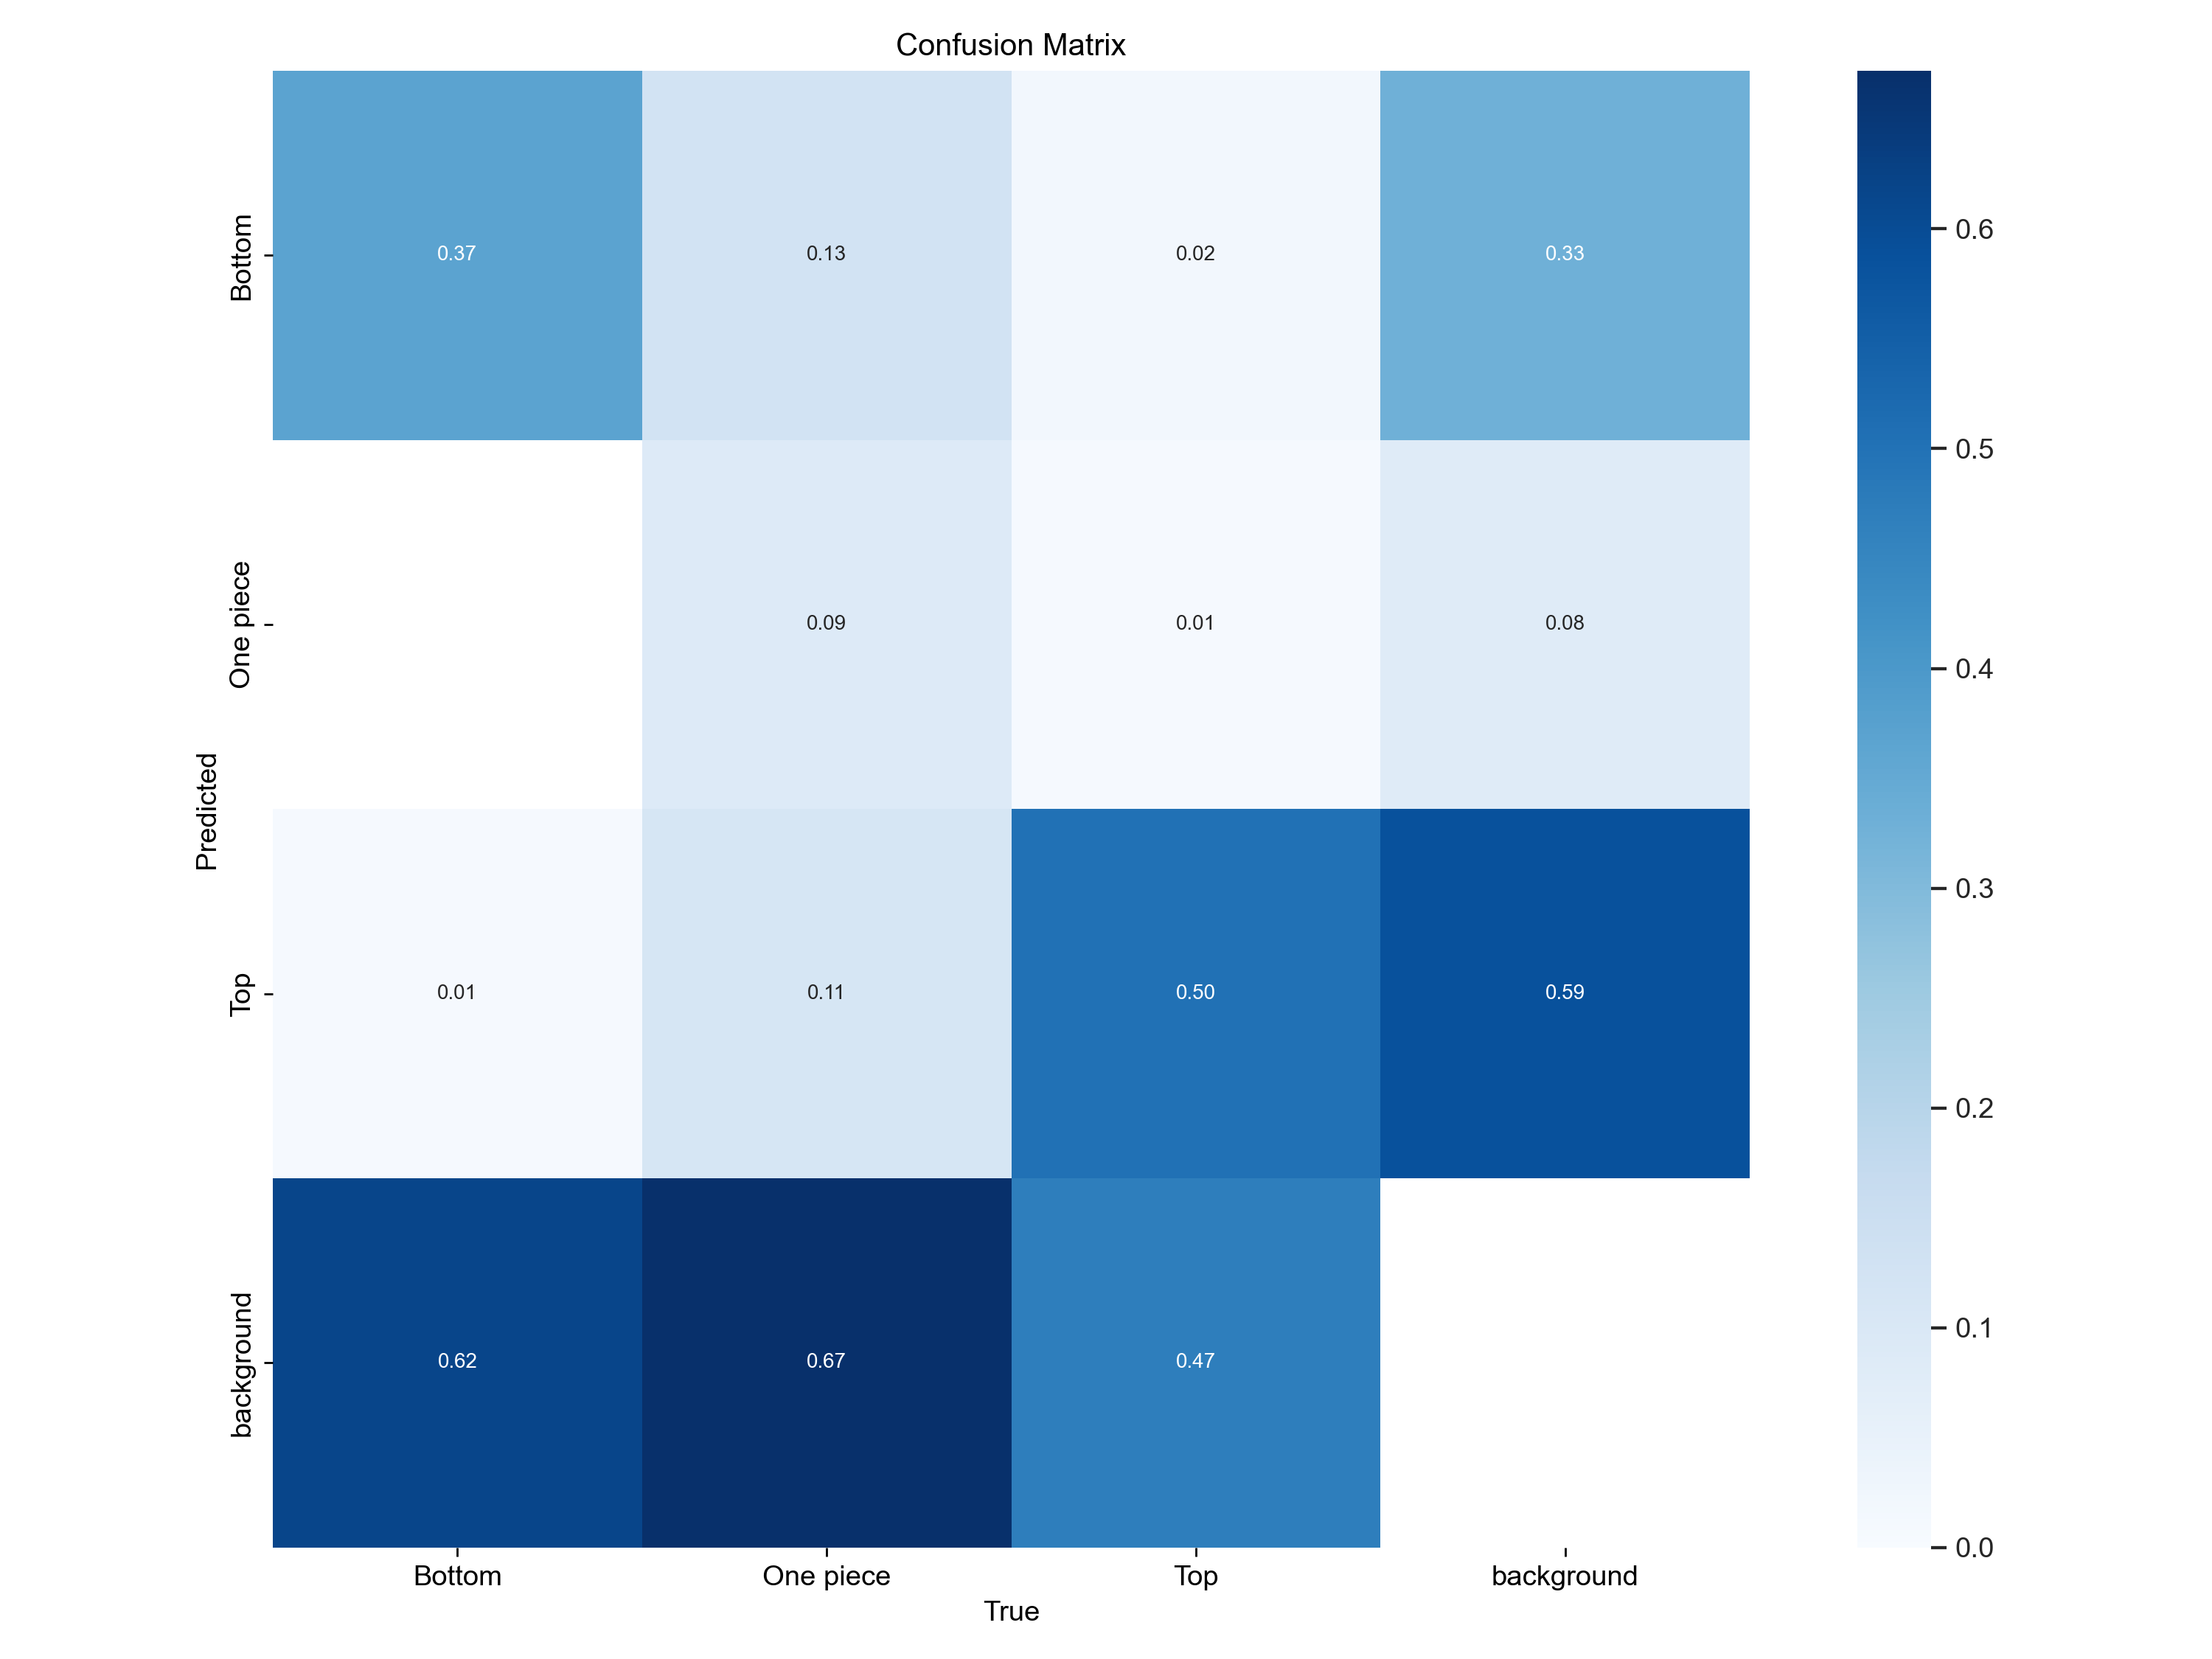 Confusion Matrix
Bottom
0.37
0.13
0.02
0.33
0.6
0.5
One piece
0.09
0.01
0.08
0.4
Predicted
0.3
Top
0.01
0.11
0.50
0.59
0.2
background
0.62
0.67
0.47
0.1
0.0
Bottom
One piece
Top
background
True